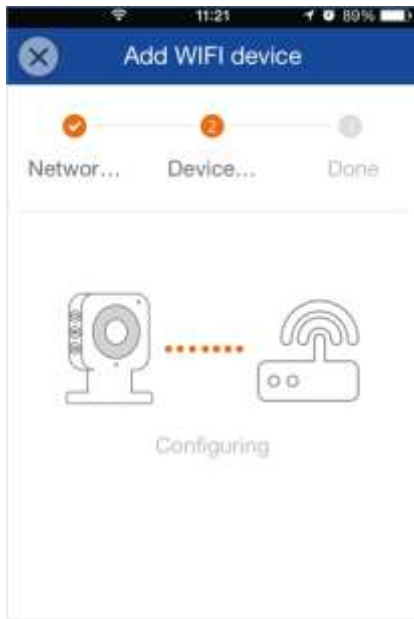 11:21 89%
Add WIFI device
2
Networ... Device... Done
Configuring